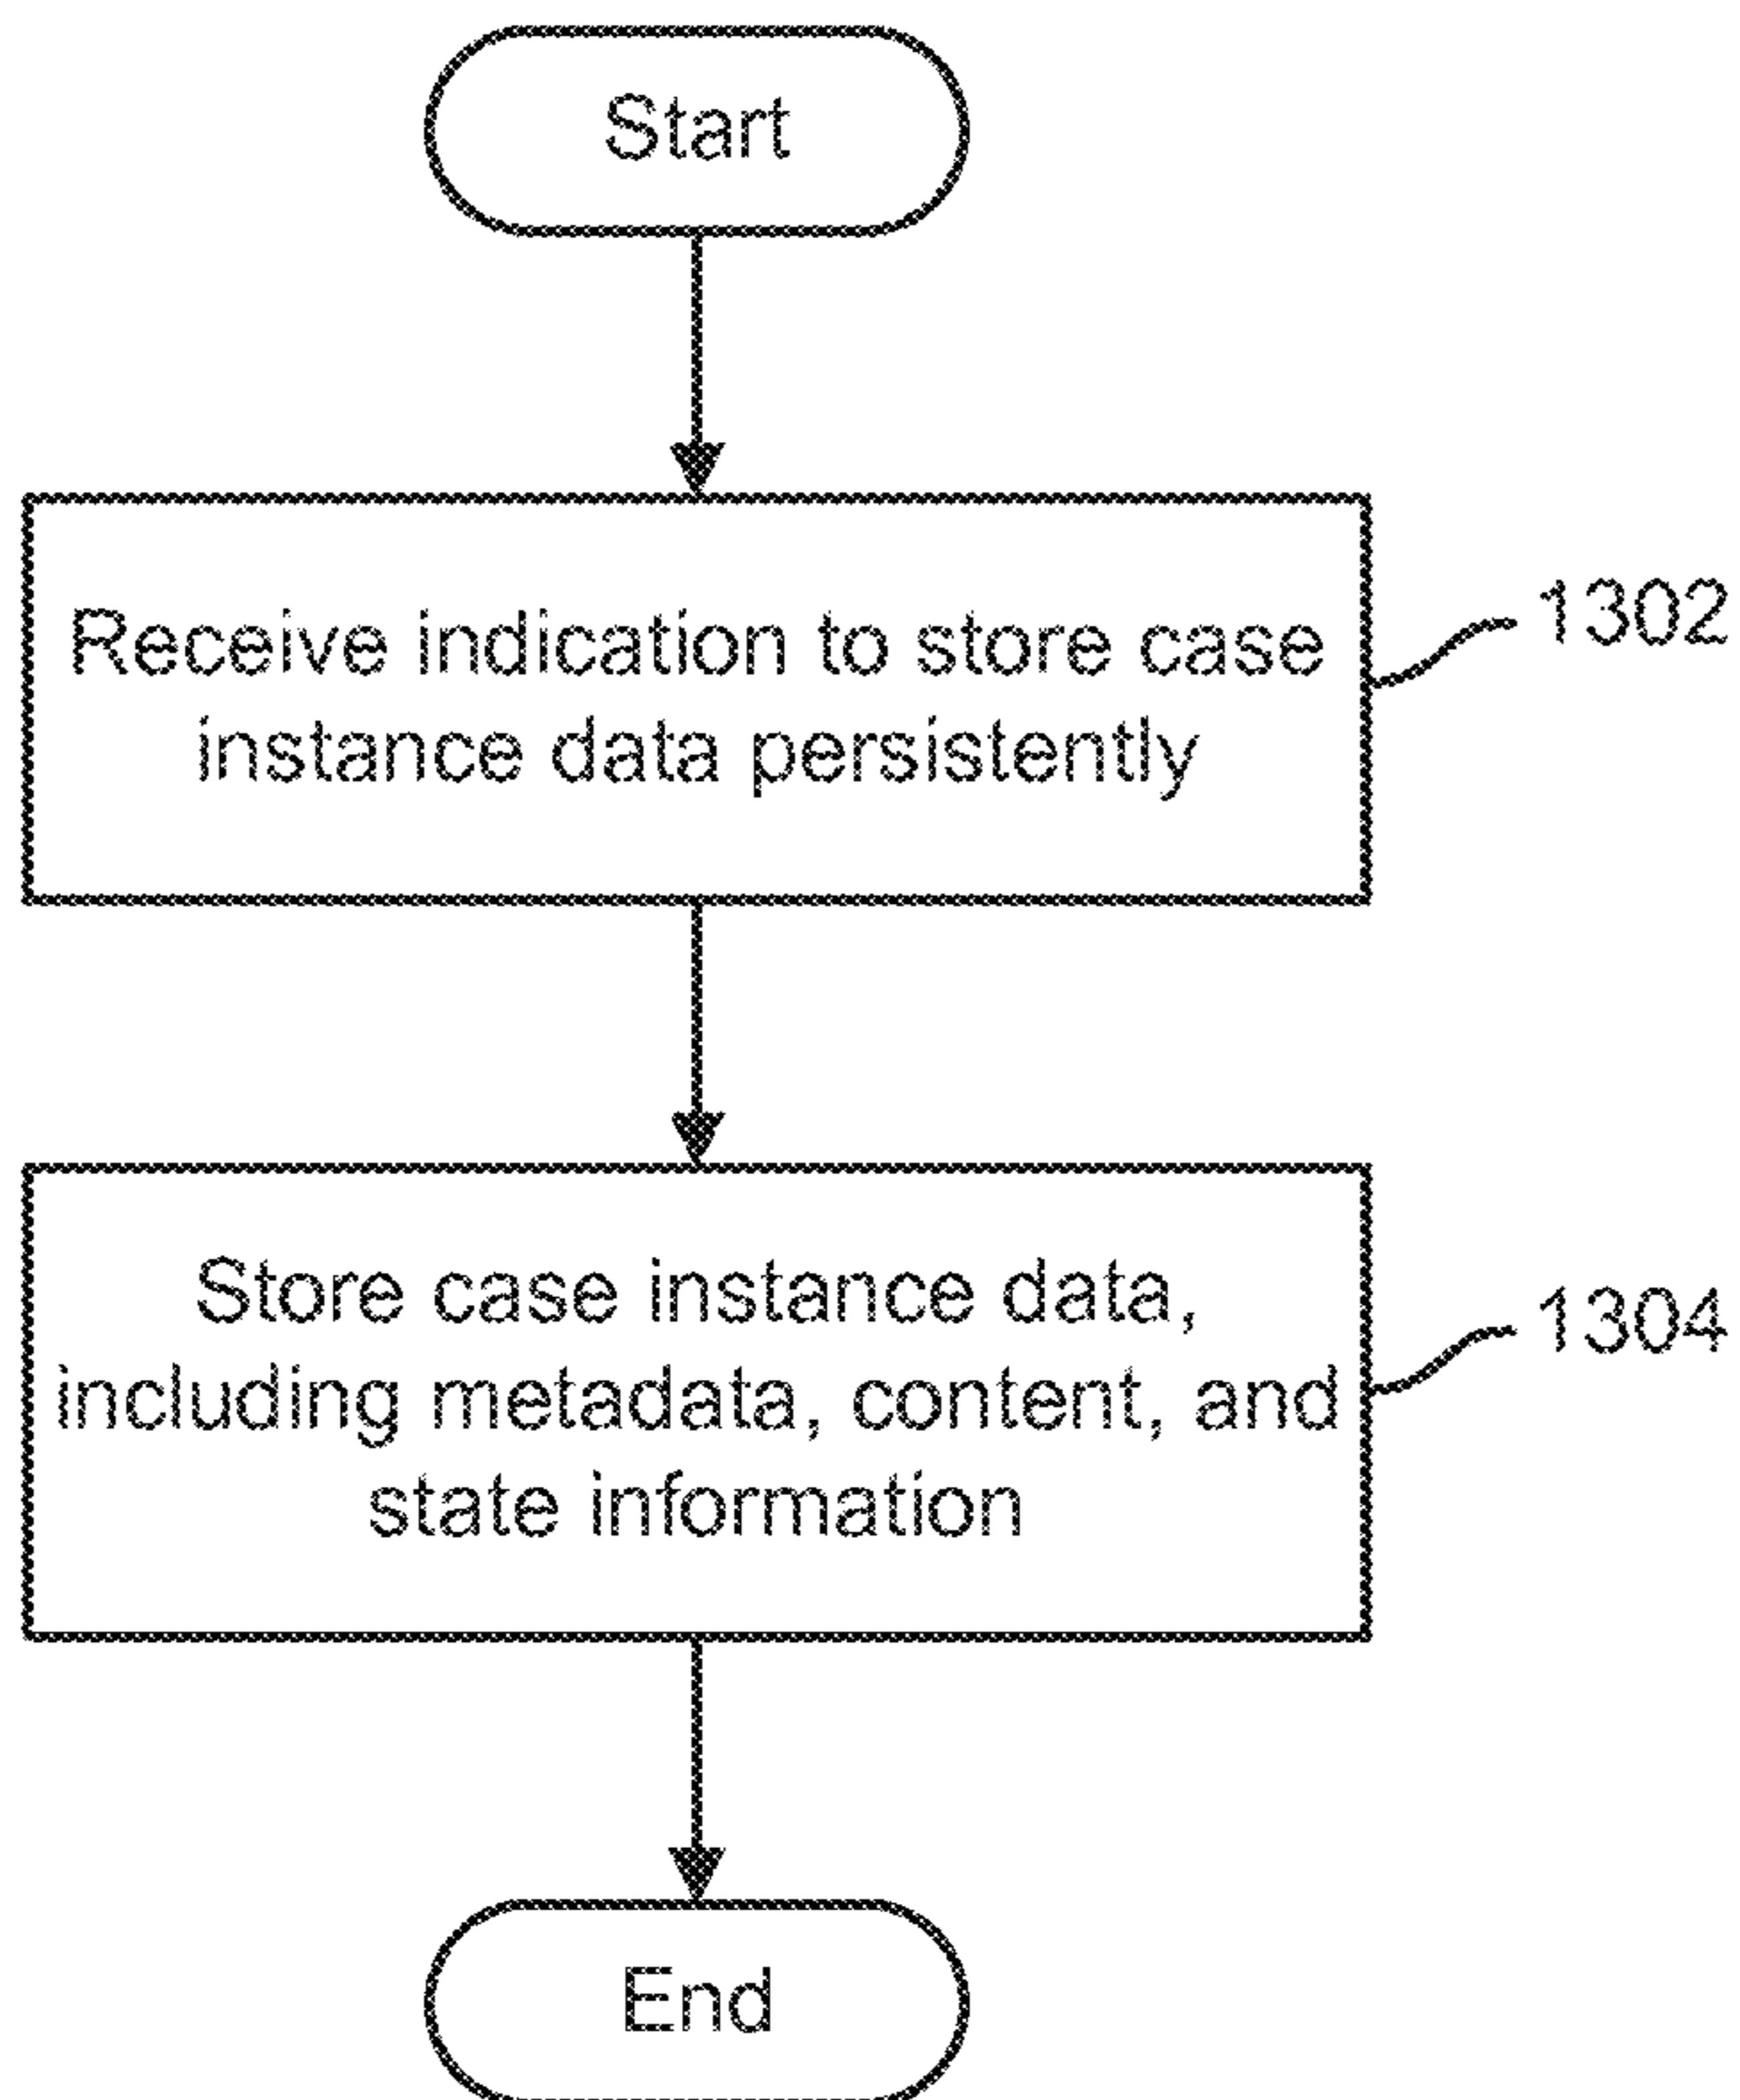 Start
Receive indication to store case
instance data persistently
1302
Store case instance data,
including metadata, content, and
state information
1304
End